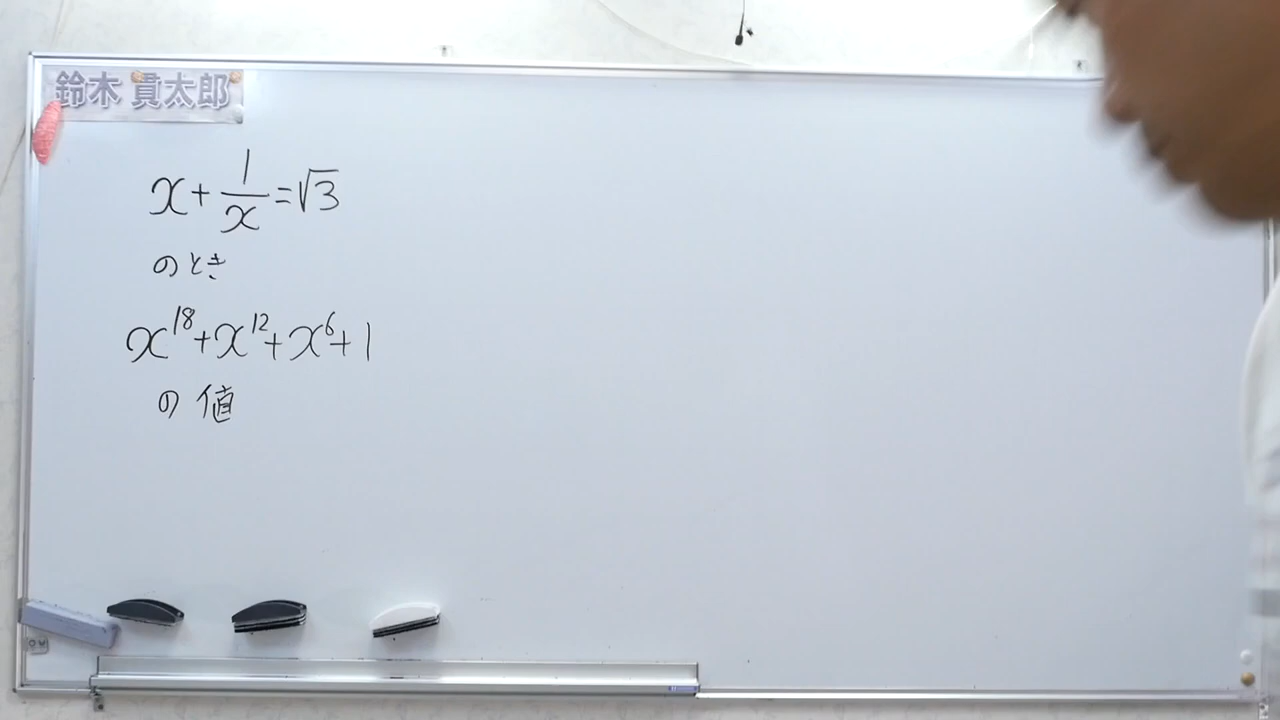 鈴木 貫太郎
x + 1/x = √3
のとき
x^18 + x^12 + x^6 + 1
の値